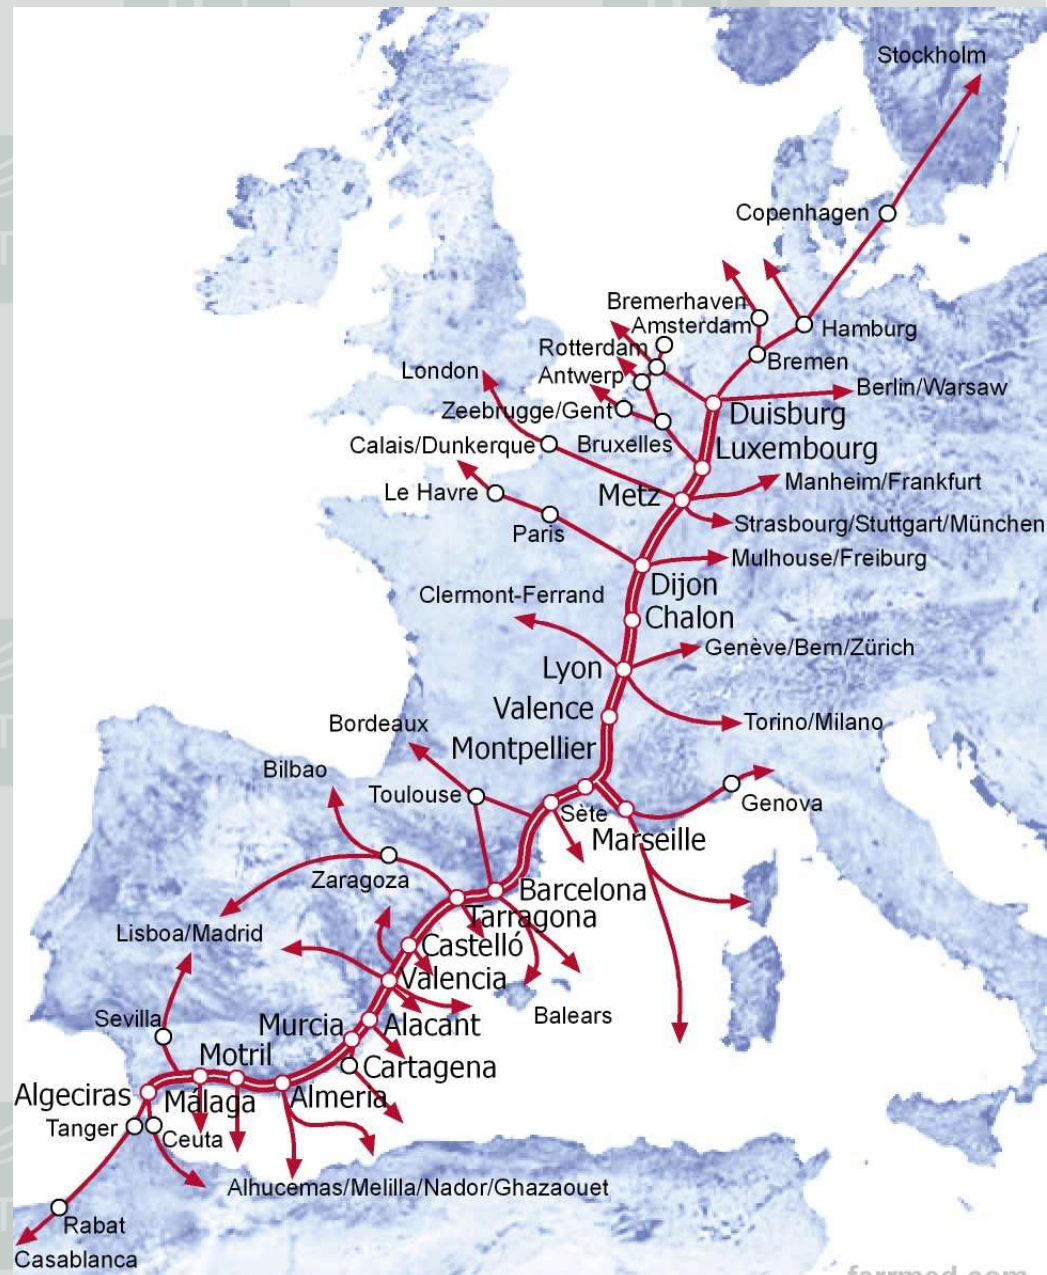 Stockholm
Copenhagen
Bremerhaven
Amsterdam
Hamburg
Rotterdam
Bremen
London
Antwerp
Berlin/Warsaw
Zeebrugge/Gent
Duisburg
Calais/Dunkerque
Bruxelles
Luxembourg
Le Havre
Metz
Manheim/Frankfurt
Paris
Strasbourg/Stuttgart/München
Mulhouse/Freiburg
Dijon
Clermont-Ferrand
Chalon
Genève/Bern/Zürich
Lyon
Valence
Torino/Milano
Bordeaux
Montpellier
Bilbao
Toulouse
Sète
Genova
Marseille
Zaragoza
Barcelona
Tarragona
Lisboa/Madrid
Castelló
Valencia
Balears
Sevilla
Murcia
Alacant
Motril
Cartagena
Algeciras
Málaga
Almeria
Tanger
Ceuta
Alhucemas/Melilla/Nador/Ghazaouet
Rabat
Casablanca
ferrmed.com